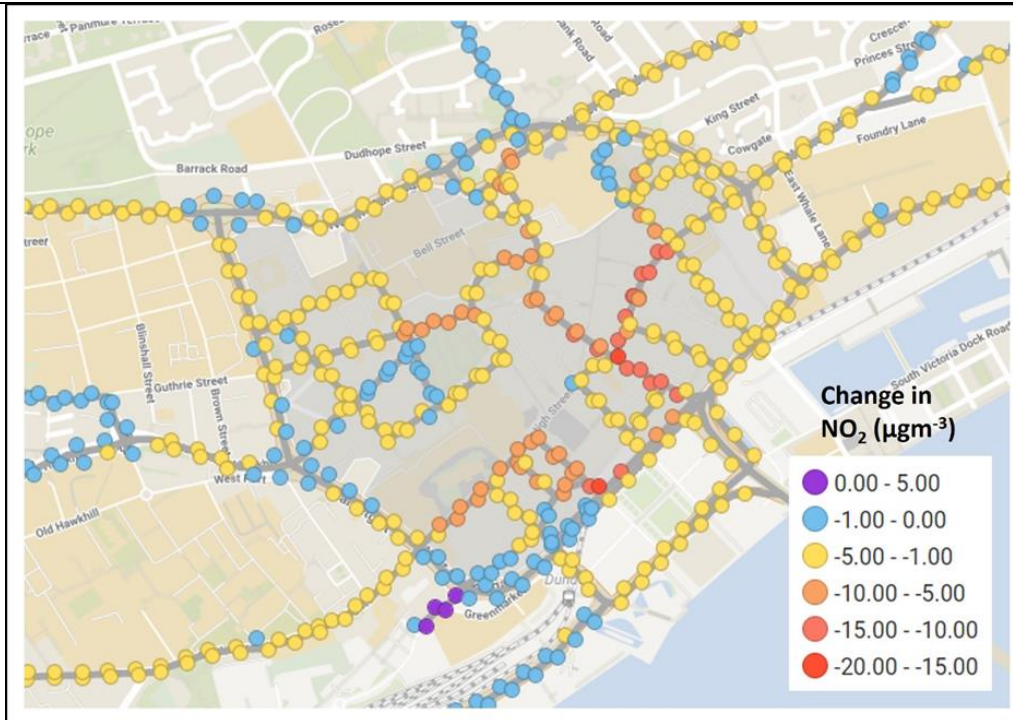 Panmure Terrace
Princes Street
King Street
Foundry Lane
Cowgate
Dudhope Street
Barrack Road
East Whale Lane
Bell Street
Blinshall Street
Guthrie Street
Brown Street
South Victoria Dock Road
West Port
Old Hawkhill
Greenmarket
Change in
NO₂ (µgm⁻³)
0.00 - 5.00
-1.00 - 0.00
-5.00 - -1.00
-10.00 - -5.00
-15.00 - -10.00
-20.00 - -15.00